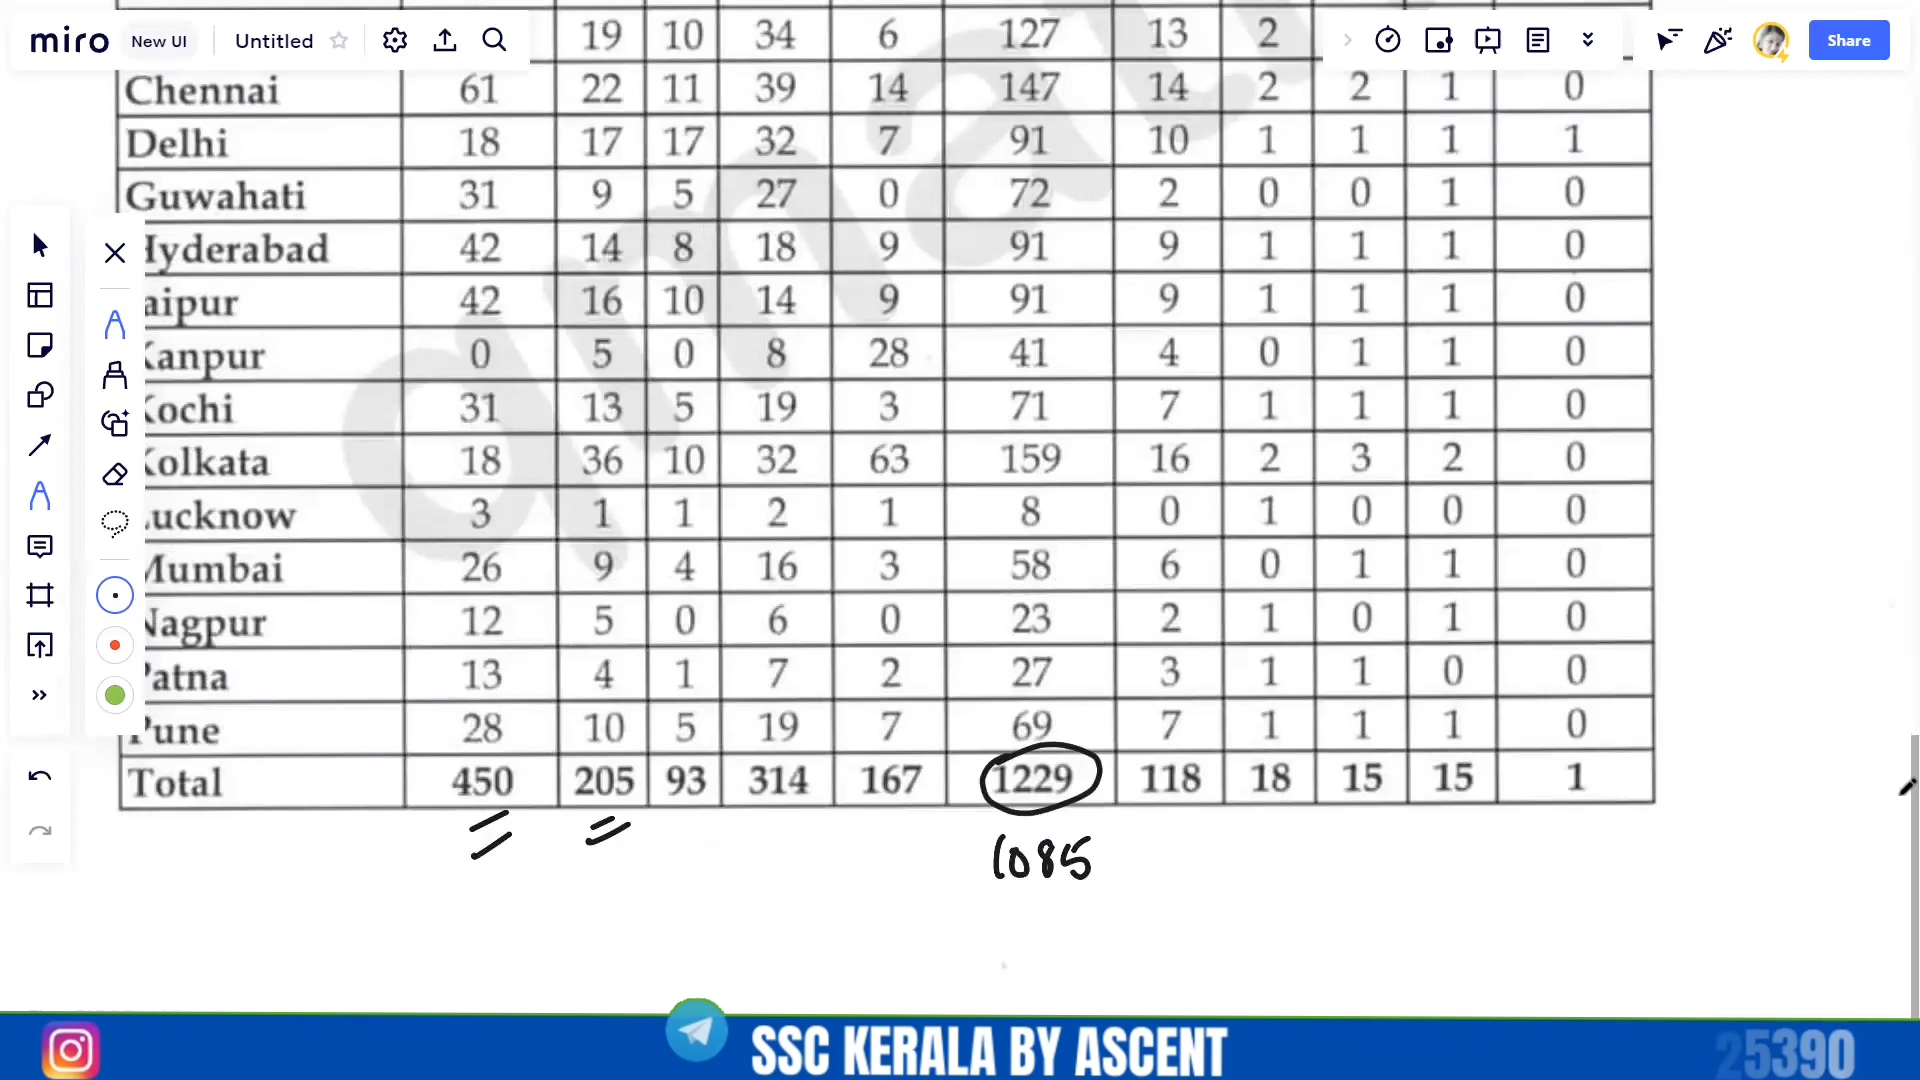 miro New UI Untitled Share
19 10 34 6 127 13 2
Chennai 61 22 11 39 14 147 14 2 2 1 0
Delhi 18 17 17 32 7 91 10 1 1 1 1
Guwahati 31 9 5 27 0 72 2 0 0 1 0
Hyderabad 42 14 8 18 9 91 9 1 1 1 0
aipur 42 16 10 14 9 91 9 1 1 1 0
Kanpur 0 5 0 8 28 41 4 0 1 1 0
Kochi 31 13 5 19 3 71 7 1 1 1 0
Kolkata 18 36 10 32 63 159 16 2 3 2 0
Lucknow 3 1 1 2 1 8 0 1 0 0 0
Mumbai 26 9 4 16 3 58 6 0 1 1 0
Nagpur 12 5 0 6 0 23 2 1 0 1 0
Patna 13 4 1 7 2 27 3 1 1 0 0
Pune 28 10 5 19 7 69 7 1 1 1 0
Total 450 205 93 314 167 1229 118 18 15 15 1
1085
SSC KERALA BY ASCENT 25390